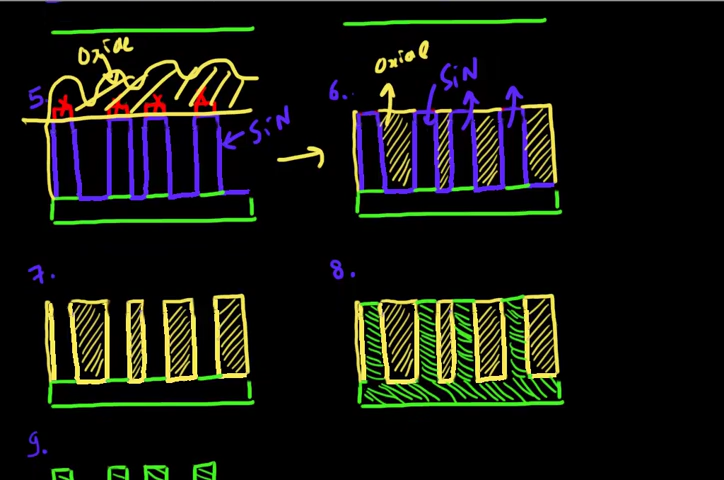 Oxide
5.
SiN
6.
Oxide
SiN
7.
8.
9.